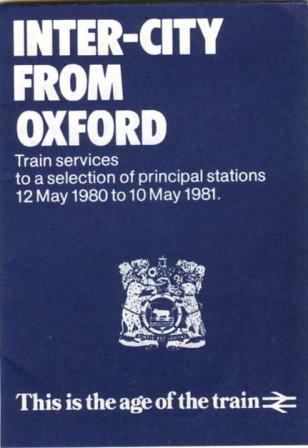 INTER-CITY
FROM
OXFORD
Train services
to a selection of principal stations
12 May 1980 to 10 May 1981.
This is the age of the train